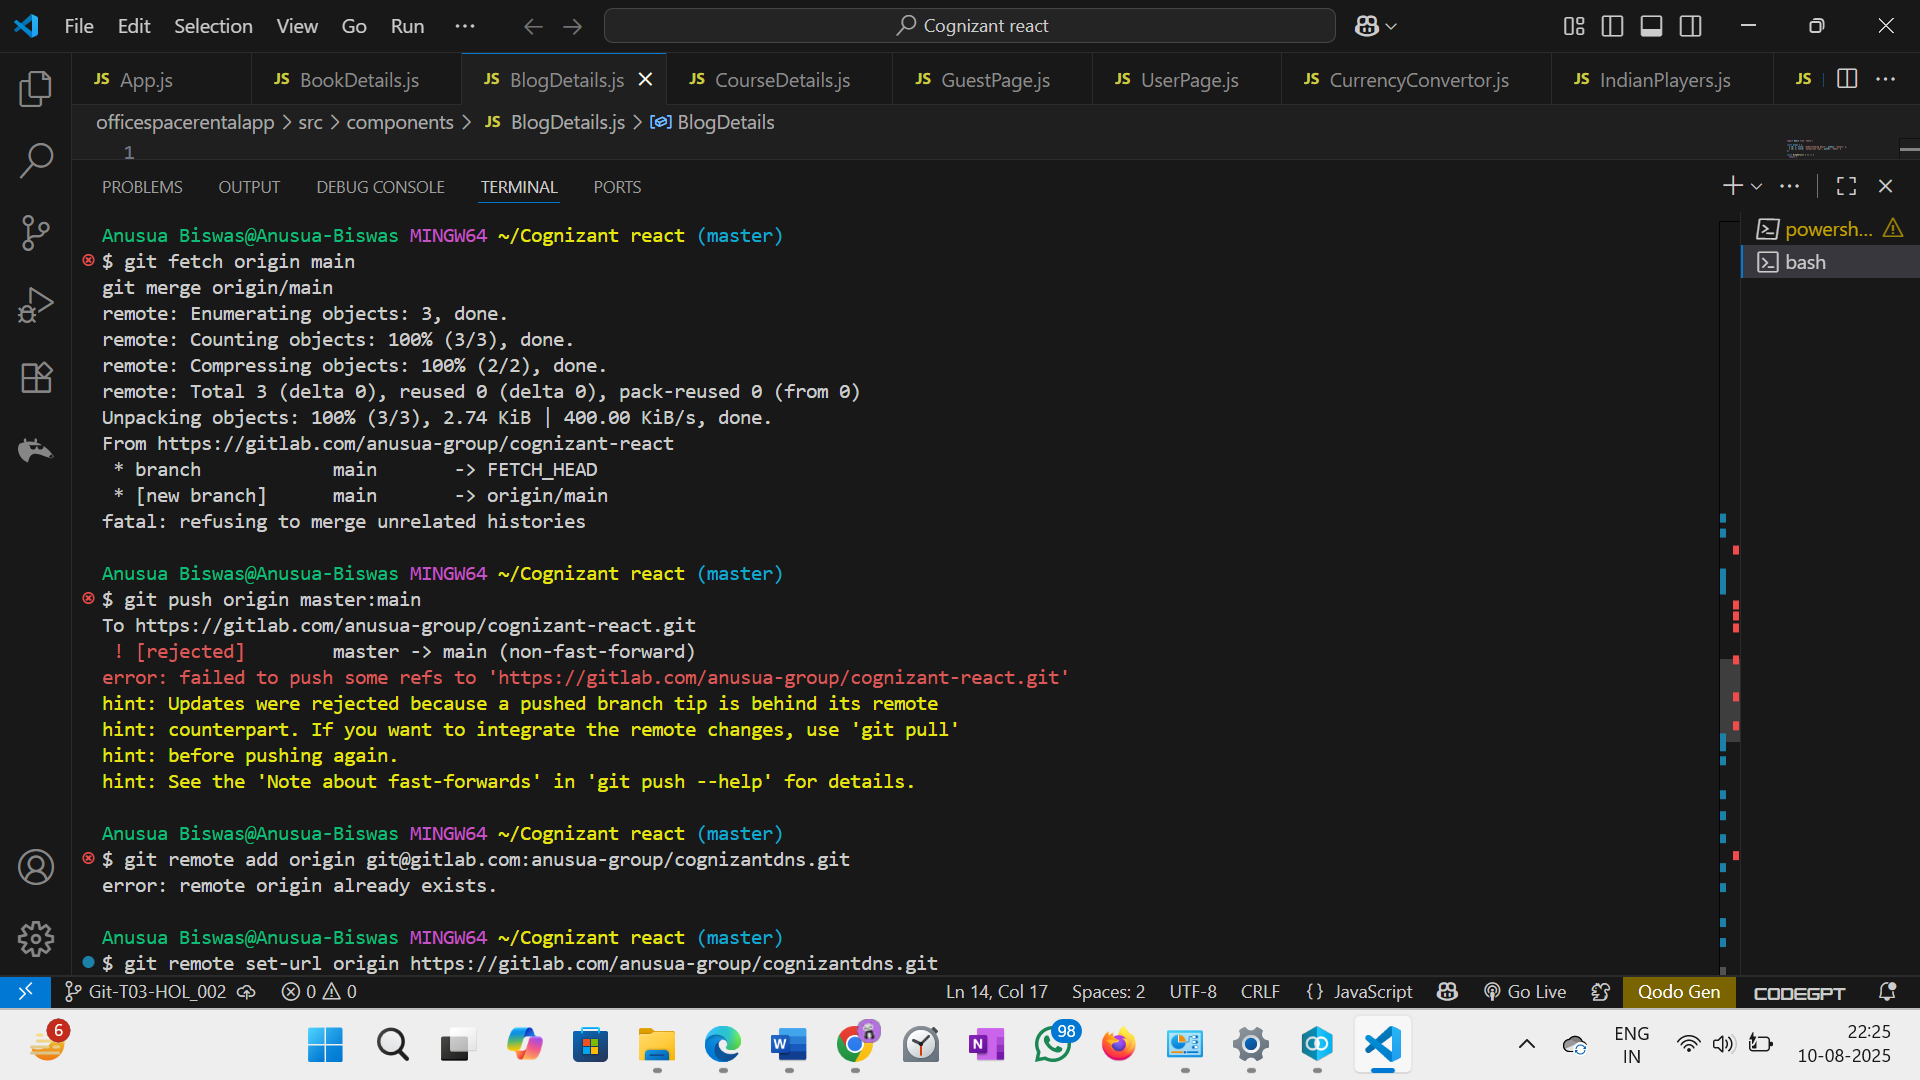 File Edit Selection View Go Run ··· Cognizant react
JS App.js JS BookDetails.js JS BlogDetails.js JS CourseDetails.js JS GuestPage.js JS UserPage.js JS CurrencyConvertor.js JS IndianPlayers.js JS
officespacerentalapp > src > components > JS BlogDetails.js > BlogDetails
1
PROBLEMS OUTPUT DEBUG CONSOLE TERMINAL PORTS
powersh...
bash
Anusua Biswas@Anusua-Biswas MINGW64 ~/Cognizant react (master)
$ git fetch origin main
git merge origin/main
remote: Enumerating objects: 3, done.
remote: Counting objects: 100% (3/3), done.
remote: Compressing objects: 100% (2/2), done.
remote: Total 3 (delta 0), reused 0 (delta 0), pack-reused 0 (from 0)
Unpacking objects: 100% (3/3), 2.74 KiB | 400.00 KiB/s, done.
From https://gitlab.com/anusua-group/cognizant-react
* branch main -> FETCH_HEAD
* [new branch] main -> origin/main
fatal: refusing to merge unrelated histories
Anusua Biswas@Anusua-Biswas MINGW64 ~/Cognizant react (master)
$ git push origin master:main
To https://gitlab.com/anusua-group/cognizant-react.git
! [rejected] master -> main (non-fast-forward)
error: failed to push some refs to 'https://gitlab.com/anusua-group/cognizant-react.git'
hint: Updates were rejected because a pushed branch tip is behind its remote
hint: counterpart. If you want to integrate the remote changes, use 'git pull'
hint: before pushing again.
hint: See the 'Note about fast-forwards' in 'git push --help' for details.
Anusua Biswas@Anusua-Biswas MINGW64 ~/Cognizant react (master)
$ git remote add origin git@gitlab.com:anusua-group/cognizantdns.git
error: remote origin already exists.
Anusua Biswas@Anusua-Biswas MINGW64 ~/Cognizant react (master)
$ git remote set-url origin https://gitlab.com/anusua-group/cognizantdns.git
Git-T03-HOL_002 0 0 Ln 14, Col 17 Spaces: 2 UTF-8 CRLF {} JavaScript Go Live Qodo Gen CODEGPT
6 98 ENG IN 22:25 10-08-2025